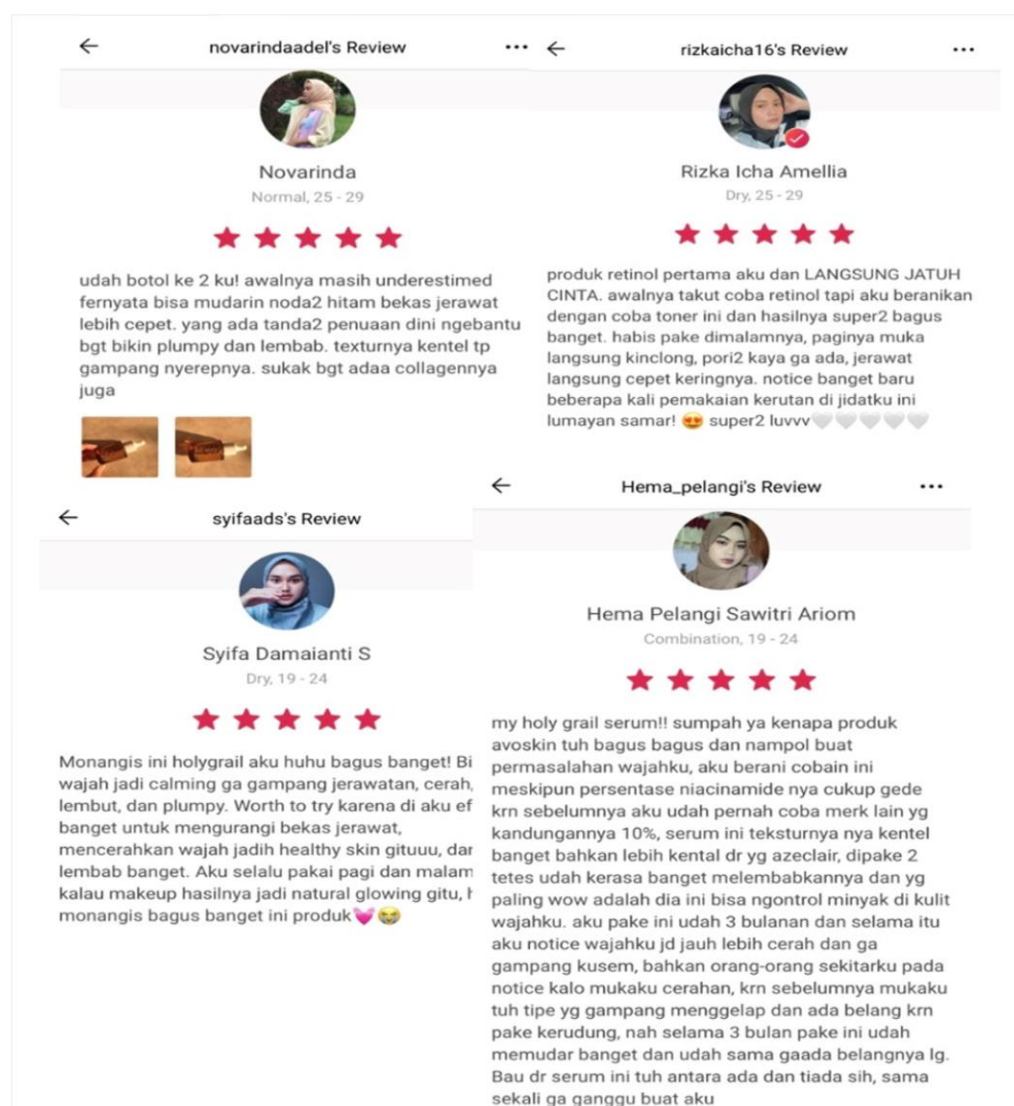 novarindaadel's Review
Novarinda
Normal, 25 - 29
udah botol ke 2 ku! awalnya masih underestimed
fernyata bisa mudarin noda2 hitam bekas jerawat
lebih cepet. yang ada tanda2 penuaan dini ngebantu
bgt bikin plumpy dan lembab. texturnya kentel tp
gampang nyerepnya. sukak bgt adaa collagennya
juga
rizkaicha16's Review
Rizka Icha Amellia
Dry, 25 - 29
produk retinol pertama aku dan LANGSUNG JATUH
CINTA. awalnya takut coba retinol tapi aku beranikan
dengan coba toner ini dan hasilnya super2 bagus
banget. habis pake dimalamnya, paginya muka
langsung kinclong, pori2 kaya ga ada, jerawat
langsung cepet keringnya. notice banget baru
beberapa kali pemakaian kerutan di jidatku ini
lumayan samar! 😍 super2 luvvv🤍🤍🤍🤍🤍
syifaads's Review
Syifa Damaianti S
Dry, 19 - 24
Monangis ini holygrail aku huhu bagus banget! Bi
wajah jadi calming ga gampang jerawatan, cerah,
lembut, dan plumpy. Worth to try karena di aku ef
banget untuk mengurangi bekas jerawat,
mencerahkan wajah jadih healthy skin gituuu, dar
lembab banget. Aku selalu pakai pagi dan malam
kalau makeup hasilnya jadi natural glowing gitu, h
monangis bagus banget ini produk💓😭
Hema_pelangi's Review
Hema Pelangi Sawitri Ariom
Combination, 19 - 24
my holy grail serum!! sumpah ya kenapa produk
avoskin tuh bagus bagus dan nampol buat
permasalahan wajahku, aku berani cobain ini
meskipun persentase niacinamide nya cukup gede
krn sebelumnya aku udah pernah coba merk lain yg
kandungannya 10%, serum ini teksturnya nya kentel
banget bahkan lebih kental dr yg azeclair, dipake 2
tetes udah kerasa banget melembabkannya dan yg
paling wow adalah dia ini bisa ngontrol minyak di kulit
wajahku. aku pake ini udah 3 bulanan dan selama itu
aku notice wajahku jd jauh lebih cerah dan ga
gampang kusem, bahkan orang-orang sekitarku pada
notice kalo mukaku cerahan, krn sebelumnya mukaku
tuh tipe yg gampang menggelap dan ada belang krn
pake kerudung, nah selama 3 bulan pake ini udah
memudar banget dan udah sama gaada belangnya lg.
Bau dr serum ini tuh antara ada dan tiada sih, sama
sekali ga ganggu buat aku